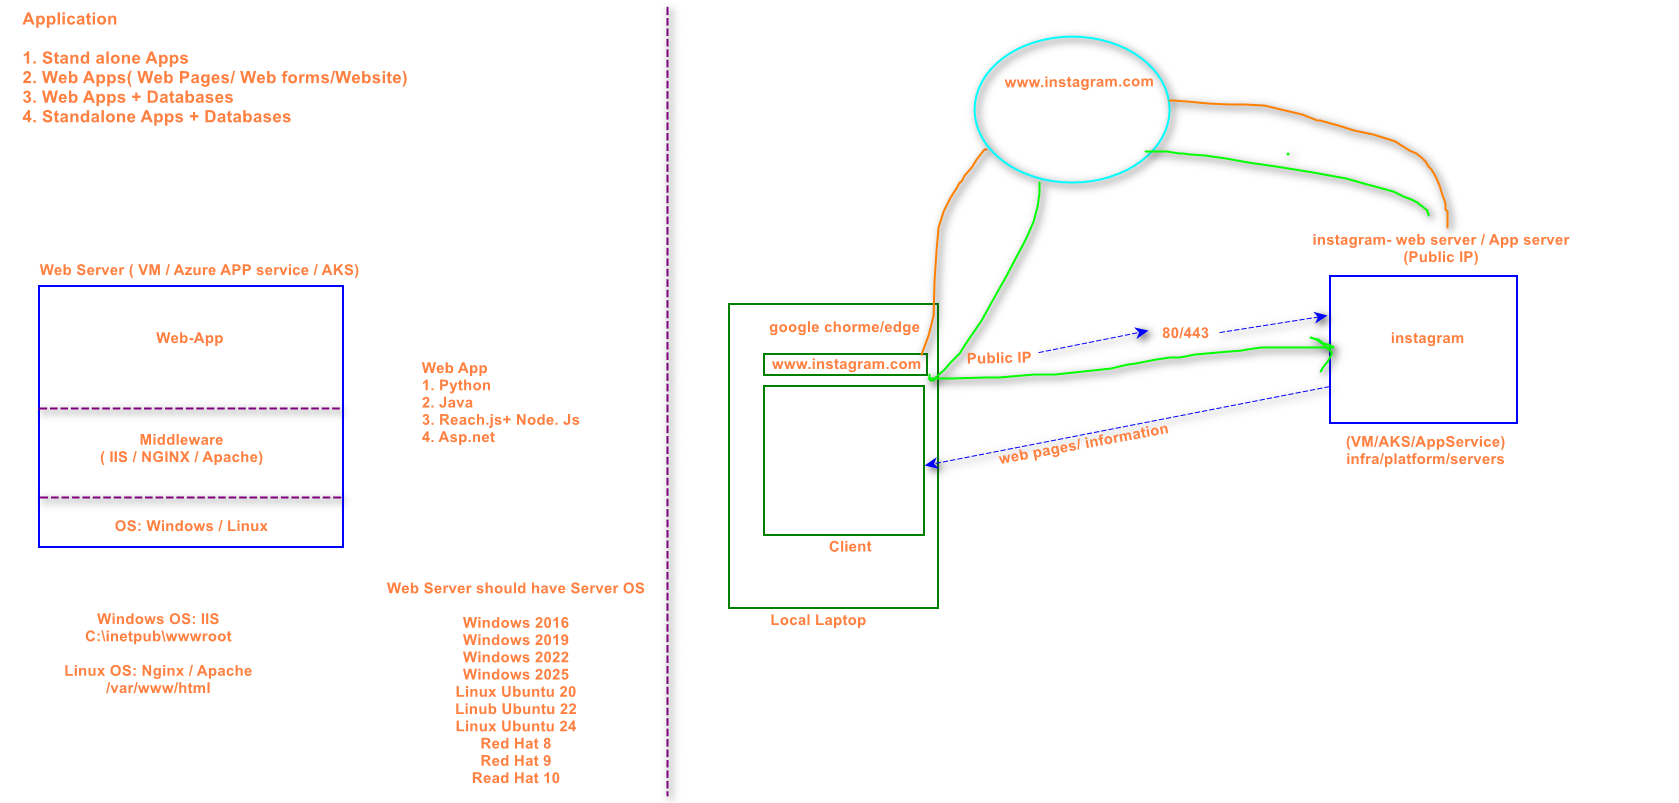 Application
1. Stand alone Apps
2. Web Apps( Web Pages/ Web forms/Website)
3. Web Apps + Databases
4. Standalone Apps + Databases
Web Server ( VM / Azure APP service / AKS)
Web-App
Middleware
( IIS / NGINX / Apache)
OS: Windows / Linux
Web App
1. Python
2. Java
3. Reach.js+ Node. Js
4. Asp.net
Windows OS: IIS
C:\inetpub\wwwroot
Linux OS: Nginx / Apache
/var/www/html
Web Server should have Server OS
Windows 2016
Windows 2019
Windows 2022
Windows 2025
Linux Ubuntu 20
Linub Ubuntu 22
Linux Ubuntu 24
Red Hat 8
Red Hat 9
Read Hat 10
www.instagram.com
instagram- web server / App server
(Public IP)
google chorme/edge
www.instagram.com
Public IP
80/443
instagram
web pages/ information
(VM/AKS/AppService)
infra/platform/servers
Client
Local Laptop